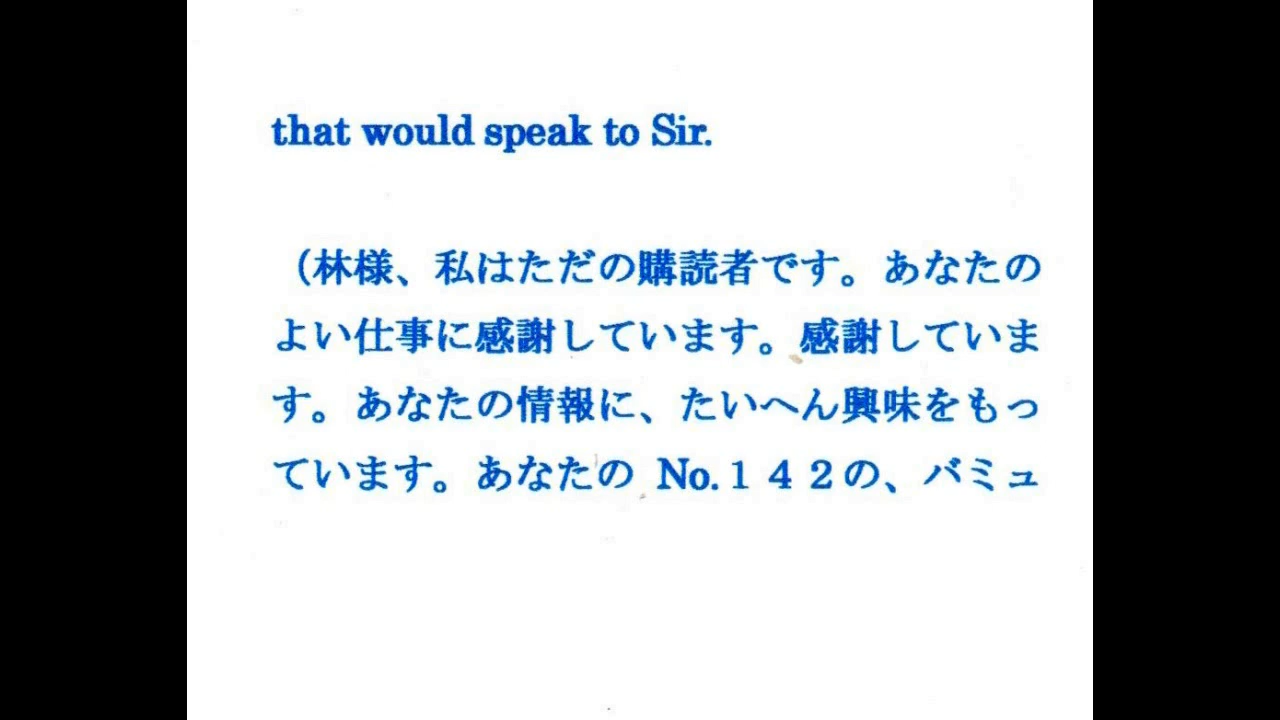 that would speak to Sir.
（林様、私はただの購読者です。あなたの
よい仕事に感謝しています。感謝していま
す。あなたの情報に、たいへん興味をもっ
ています。あなたの No.１４２の、バミュ